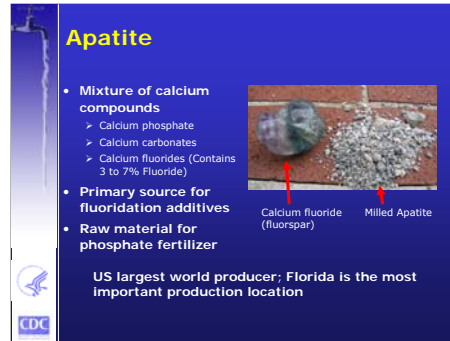 Apatite
• Mixture of calcium
compounds
➢ Calcium phosphate
➢ Calcium carbonates
➢ Calcium fluorides (Contains
3 to 7% Fluoride)
• Primary source for
fluoridation additives
• Raw material for
phosphate fertilizer
Calcium fluoride
(fluorspar)
Milled Apatite
US largest world producer; Florida is the most
important production location
CDC